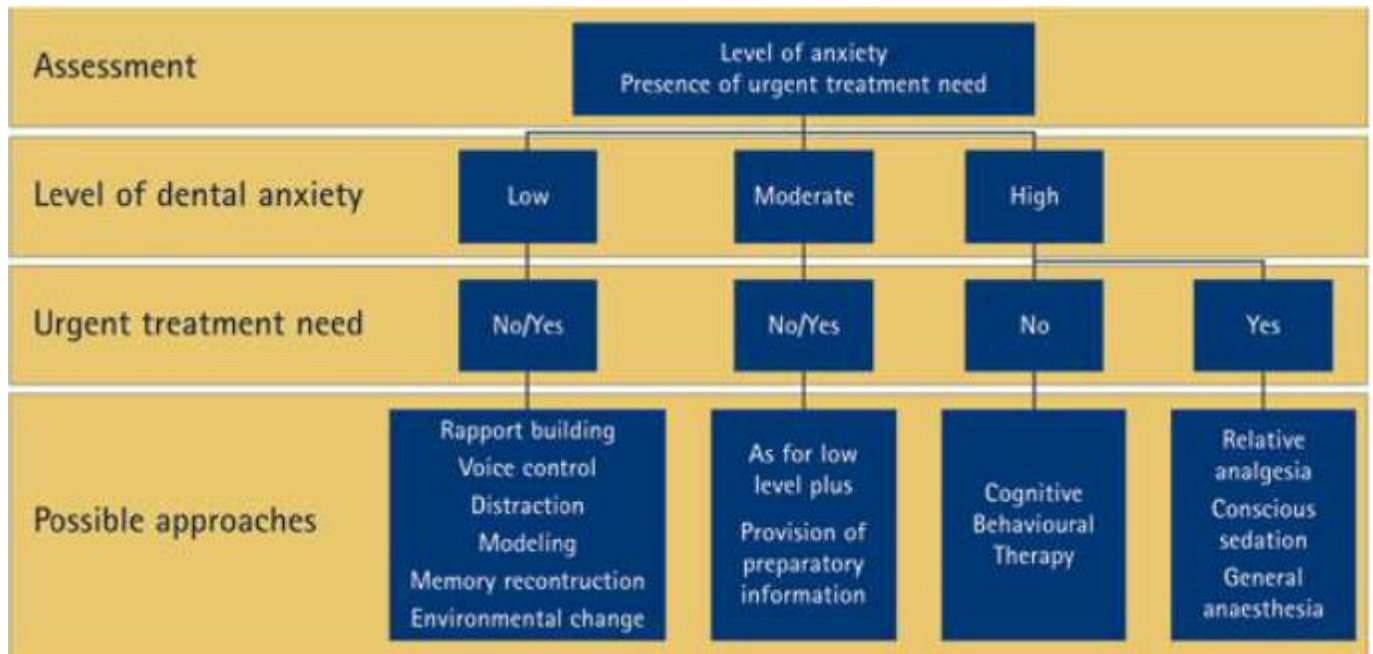 Assessment
Level of anxiety
Presence of urgent treatment need
Level of dental anxiety
Low
Moderate
High
Urgent treatment need
No/Yes
No/Yes
No
Yes
Possible approaches
Rapport building
Voice control
Distraction
Modeling
Memory recontruction
Environmental change
As for low
level plus
Provision of
preparatory
information
Cognitive
Behavioural
Therapy
Relative
analgesia
Conscious
sedation
General
anaesthesia